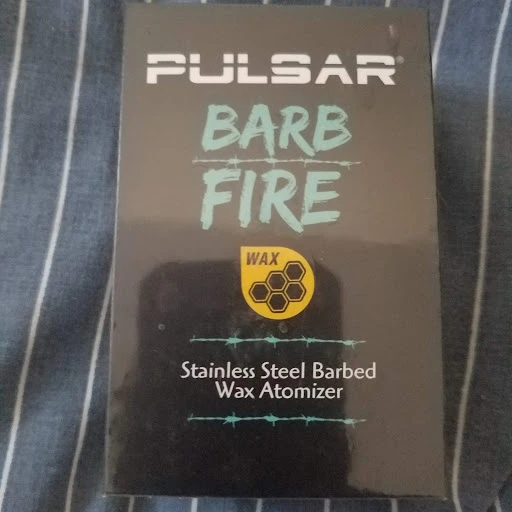 PULSAR®
BARB
FIRE
WAX
Stainless Steel Barbed
Wax Atomizer